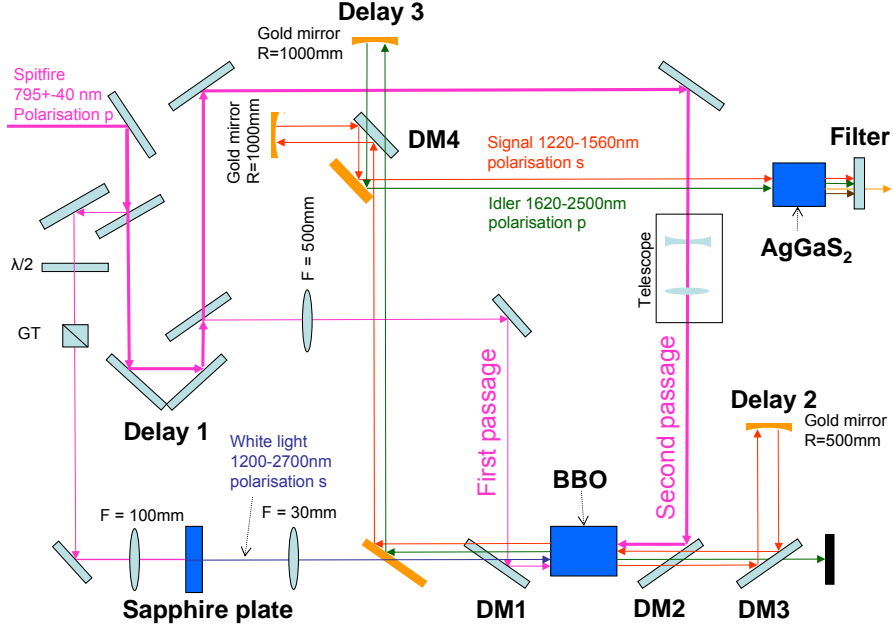 Delay 3
Gold mirror
R=1000mm
Spitfire
795+-40 nm
Polarisation p
Gold mirror
R=1000mm
DM4
Signal 1220-1560nm
polarisation s
Filter
Idler 1620-2500nm
polarisation p
AgGaS2
λ/2
F = 500mm
Telescope
GT
Delay 1
First passage
Second passage
Delay 2
Gold mirror
R=500mm
White light
1200-2700nm
polarisation s
BBO
F = 100mm
F = 30mm
Sapphire plate
DM1
DM2
DM3